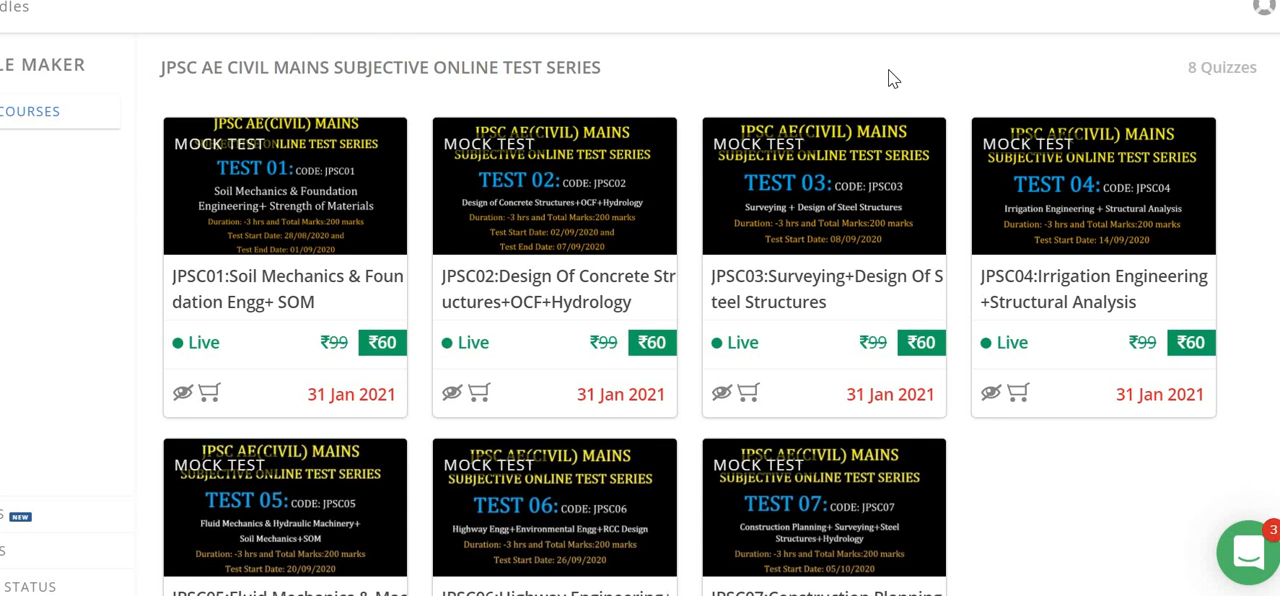 dles
LE MAKER
COURSES
JPSC AE CIVIL MAINS SUBJECTIVE ONLINE TEST SERIES
8 Quizzes
JPSC AE(CIVIL) MAINS
SUBJECTIVE ONLINE TEST SERIES
MOCK TEST
TEST 01: CODE: JPSC01
Soil Mechanics & Foundation
Engineering+ Strength of Materials
Duration: -3 hrs and Total Marks:200 marks
Test Start Date: 28/08/2020 and
Test End Date: 01/09/2020
JPSC01:Soil Mechanics & Foun
dation Engg+ SOM
Live ₹99 ₹60
31 Jan 2021
JPSC AE(CIVIL) MAINS
SUBJECTIVE ONLINE TEST SERIES
MOCK TEST
TEST 02: CODE: JPSC02
Design of Concrete Structures+OCF+Hydrology
Duration: -3 hrs and Total Marks:200 marks
Test Start Date: 02/09/2020 and
Test End Date: 07/09/2020
JPSC02:Design Of Concrete Str
uctures+OCF+Hydrology
Live ₹99 ₹60
31 Jan 2021
JPSC AE(CIVIL) MAINS
SUBJECTIVE ONLINE TEST SERIES
MOCK TEST
TEST 03: CODE: JPSC03
Surveying + Design of Steel Structures
Duration: -3 hrs and Total Marks:200 marks
Test Start Date: 08/09/2020
JPSC03:Surveying+Design Of S
teel Structures
Live ₹99 ₹60
31 Jan 2021
JPSC AE(CIVIL) MAINS
SUBJECTIVE ONLINE TEST SERIES
MOCK TEST
TEST 04: CODE: JPSC04
Irrigation Engineering + Structural Analysis
Duration: -3 hrs and Total Marks:200 marks
Test Start Date: 14/09/2020
JPSC04:Irrigation Engineering
+Structural Analysis
Live ₹99 ₹60
31 Jan 2021
JPSC AE(CIVIL) MAINS
SUBJECTIVE ONLINE TEST SERIES
MOCK TEST
TEST 05: CODE: JPSC05
Fluid Mechanics & Hydraulic Machinery+
Soil Mechanics+SOM
Duration: -3 hrs and Total Marks:200 marks
Test Start Date: 20/09/2020
JPSC AE(CIVIL) MAINS
SUBJECTIVE ONLINE TEST SERIES
MOCK TEST
TEST 06: CODE: JPSC06
Highway Engg+Environmental Engg+RCC Design
Duration: -3 hrs and Total Marks:200 marks
Test Start Date: 26/09/2020
JPSC06:Highway Engineering+
JPSC AE(CIVIL) MAINS
SUBJECTIVE ONLINE TEST SERIES
MOCK TEST
TEST 07: CODE: JPSC07
Construction Planning+ Surveying+Steel
Structures+Hydrology
Duration: -3 hrs and Total Marks:200 marks
Test Start Date: 05/10/2020
JPSC07:Construction Planning
S NEW
S
STATUS
3